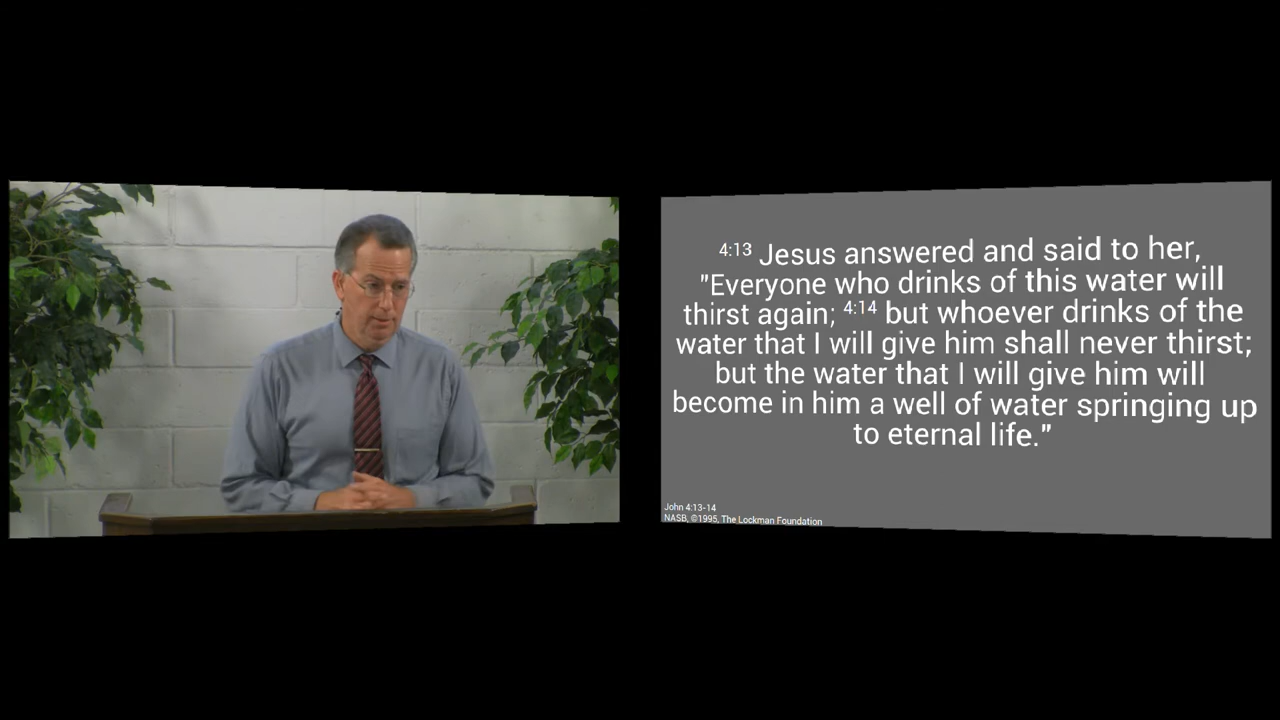 4:13 Jesus answered and said to her,
"Everyone who drinks of this water will
thirst again; 4:14 but whoever drinks of the
water that I will give him shall never thirst;
but the water that I will give him will
become in him a well of water springing up
to eternal life."
John 4:13-14
NASB, ©1995, The Lockman Foundation